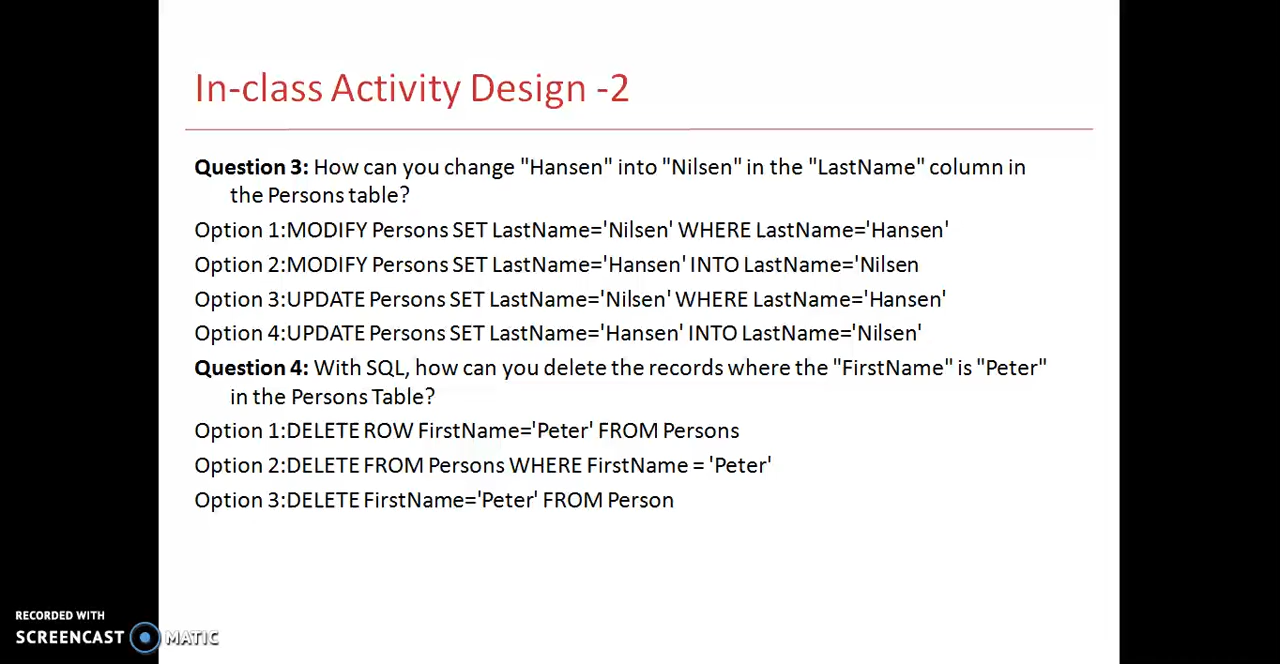 In-class Activity Design -2
Question 3: How can you change "Hansen" into "Nilsen" in the "LastName" column in
the Persons table?
Option 1:MODIFY Persons SET LastName='Nilsen' WHERE LastName='Hansen'
Option 2:MODIFY Persons SET LastName='Hansen' INTO LastName='Nilsen
Option 3:UPDATE Persons SET LastName='Nilsen' WHERE LastName='Hansen'
Option 4:UPDATE Persons SET LastName='Hansen' INTO LastName='Nilsen'
Question 4: With SQL, how can you delete the records where the "FirstName" is "Peter"
in the Persons Table?
Option 1:DELETE ROW FirstName='Peter' FROM Persons
Option 2:DELETE FROM Persons WHERE FirstName = 'Peter'
Option 3:DELETE FirstName='Peter' FROM Person
RECORDED WITH
SCREENCAST MATIC